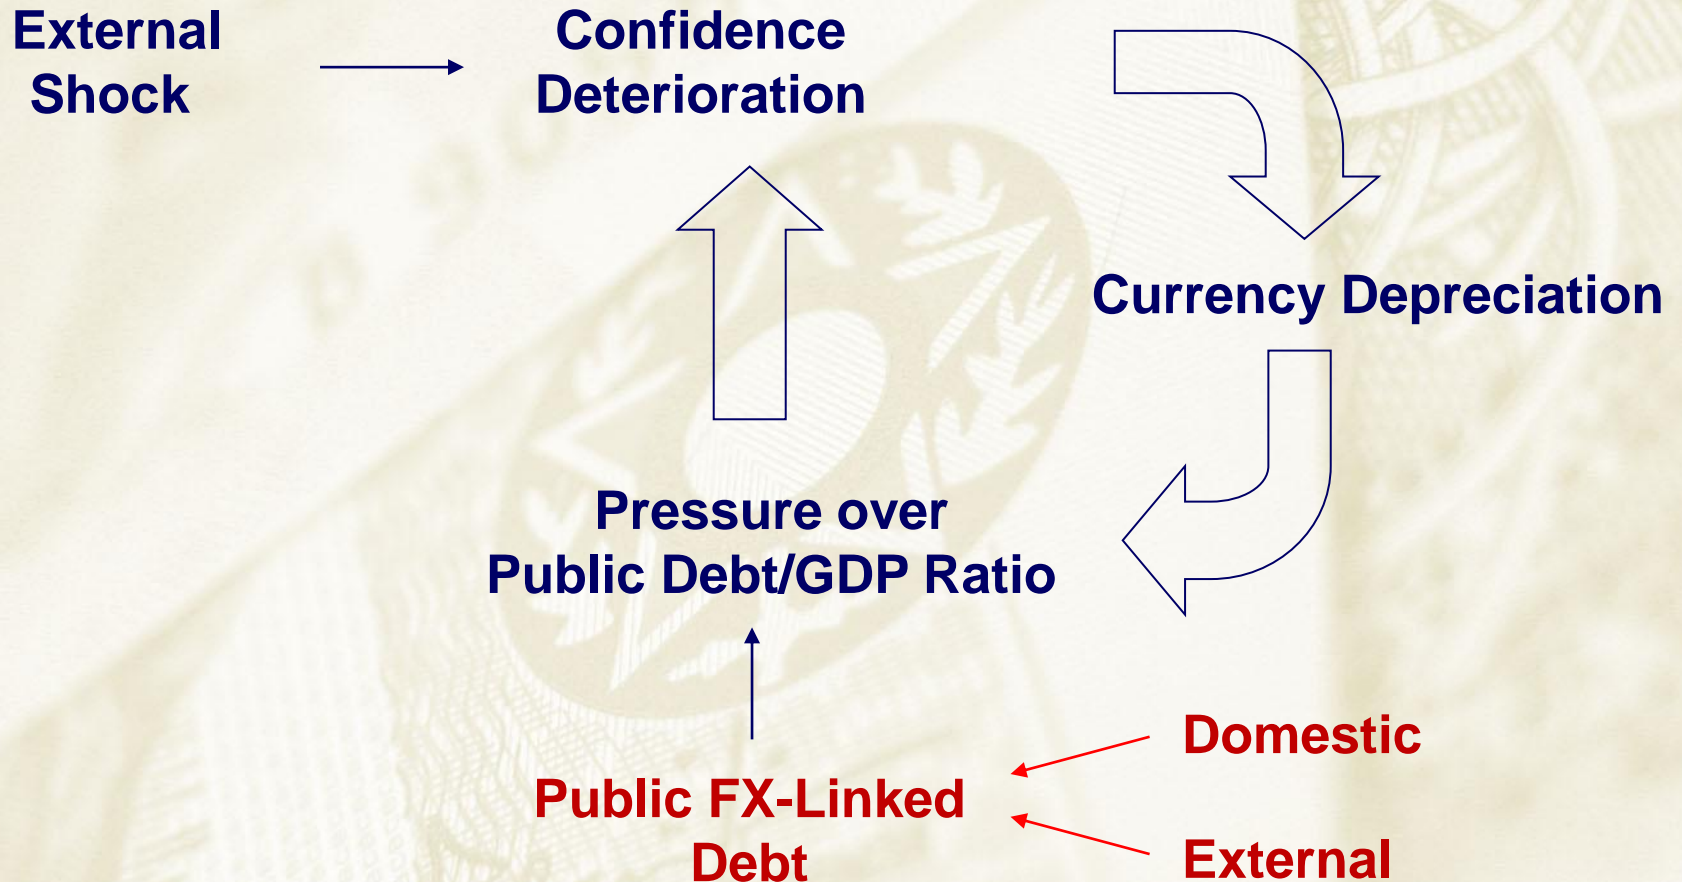 External
Shock
Confidence
Deterioration
Currency Depreciation
Pressure over
Public Debt/GDP Ratio
Public FX-Linked
Debt
Domestic
External